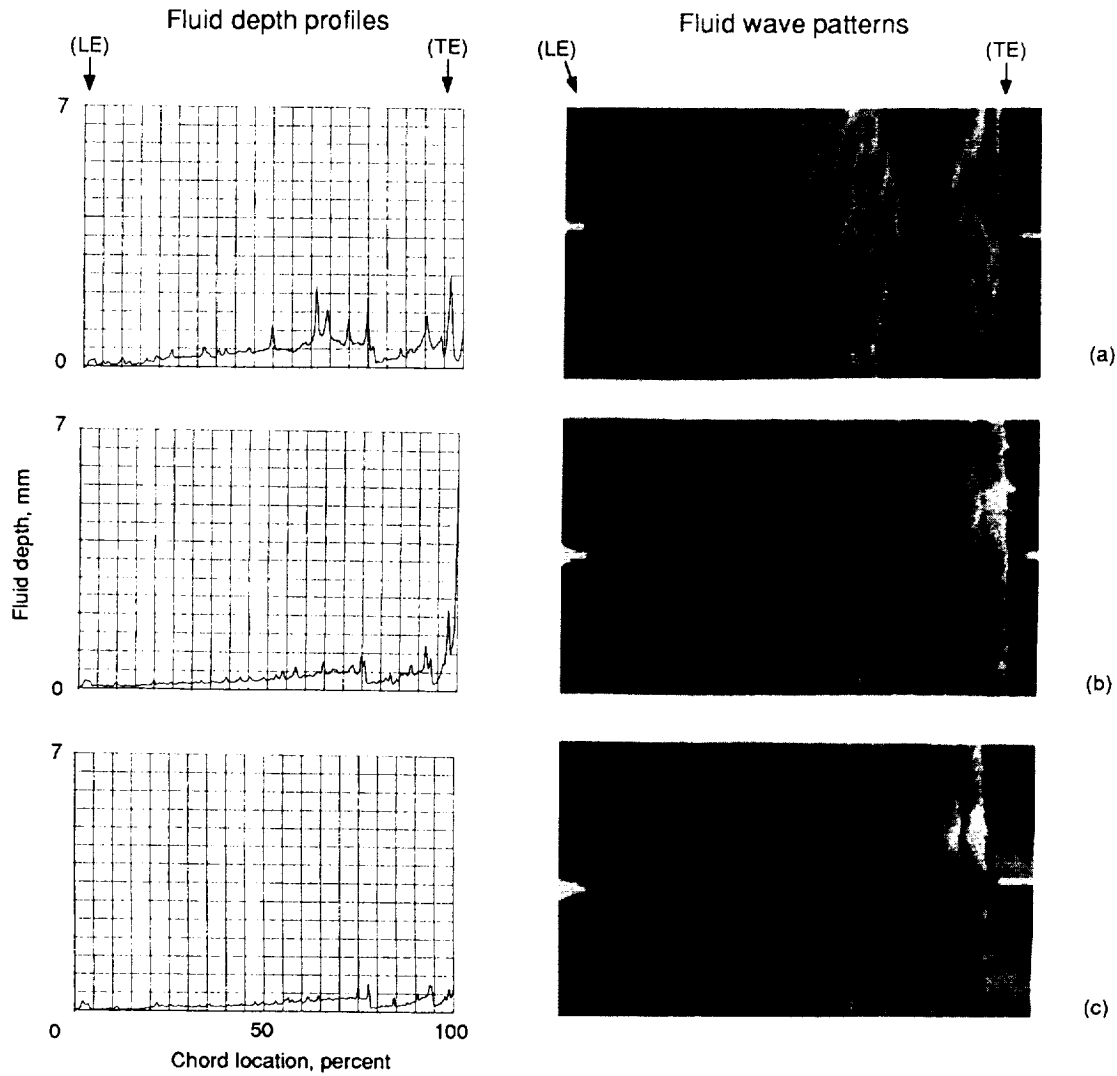 Fluid depth profiles
Fluid wave patterns
(LE)
(TE)
(LE)
(TE)
7
0
(a)
7
0
(b)
Fluid depth, mm
7
0
50
100
(c)
Chord location, percent